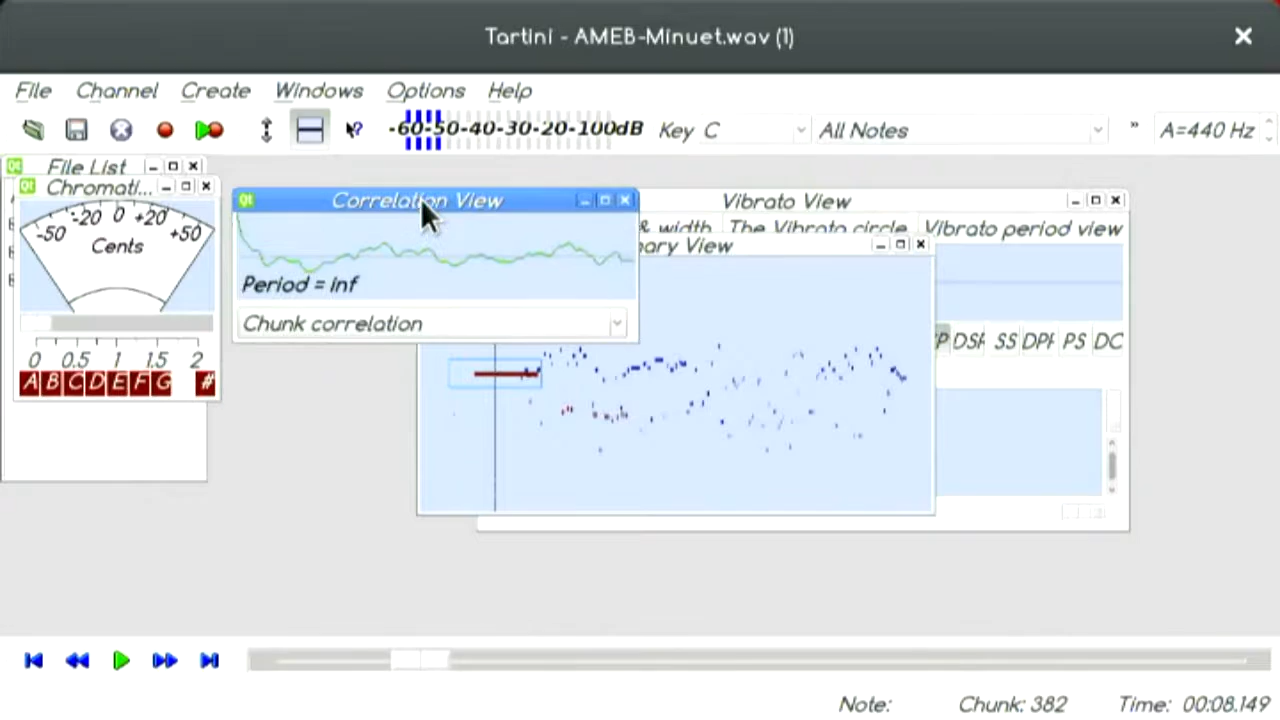 Tartini - AMEB-Minuet.wav (1)
File Channel Create Windows Options Help
-60-50-40-30-20-100dB Key C All Notes » A=440 Hz
File List
Chromati...
-50 -20 0 +20 +50
Cents
0 0.5 1 1.5 2
A B C D E F G #
Correlation View
Period = inf
Chunk correlation
Vibrato View
& width The Vibrato circle Vibrato period view
ary View
DSF SS DPF PS DC
Note: Chunk: 382 Time: 00:08.149